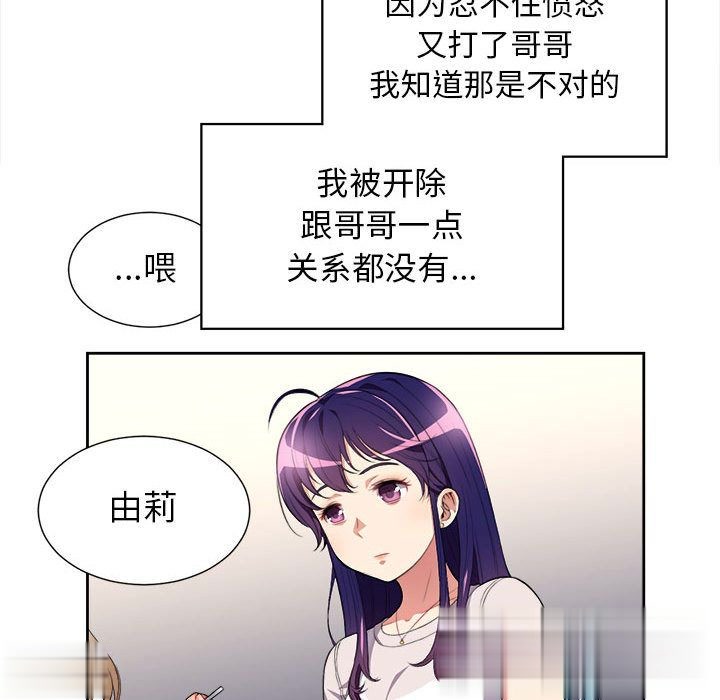 因为忍不住愤怒
又打了哥哥
我知道那是不对的
我被开除
跟哥哥一点
关系都没有...
...喂
由莉